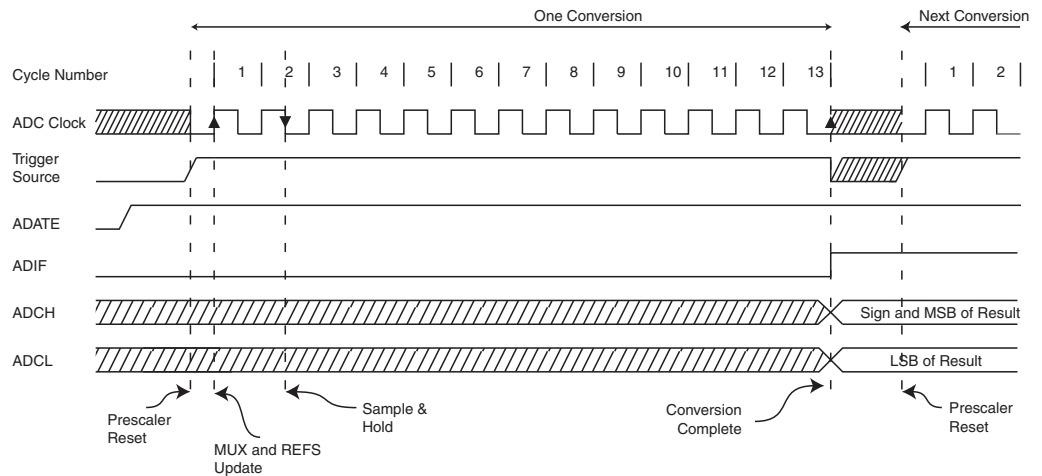 One Conversion
Next Conversion
Cycle Number
1 2 3 4 5 6 7 8 9 10 11 12 13 1 2
ADC Clock
Trigger
Source
ADATE
ADIF
ADCH
Sign and MSB of Result
ADCL
LSB of Result
Prescaler
Reset
MUX and REFS
Update
Sample &
Hold
Conversion
Complete
Prescaler
Reset